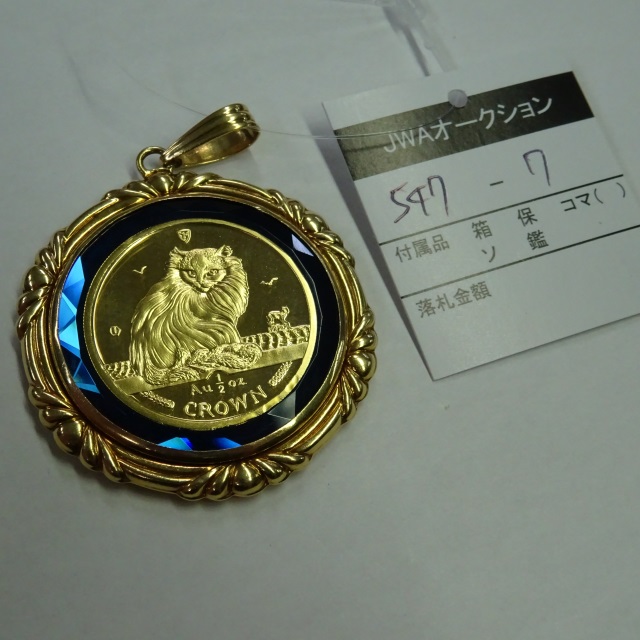 Au 1/2 oz
CROWN
JWAオークション
547 - 7
付属品 箱 保 コマ( )
ソ 鑑
落札金額